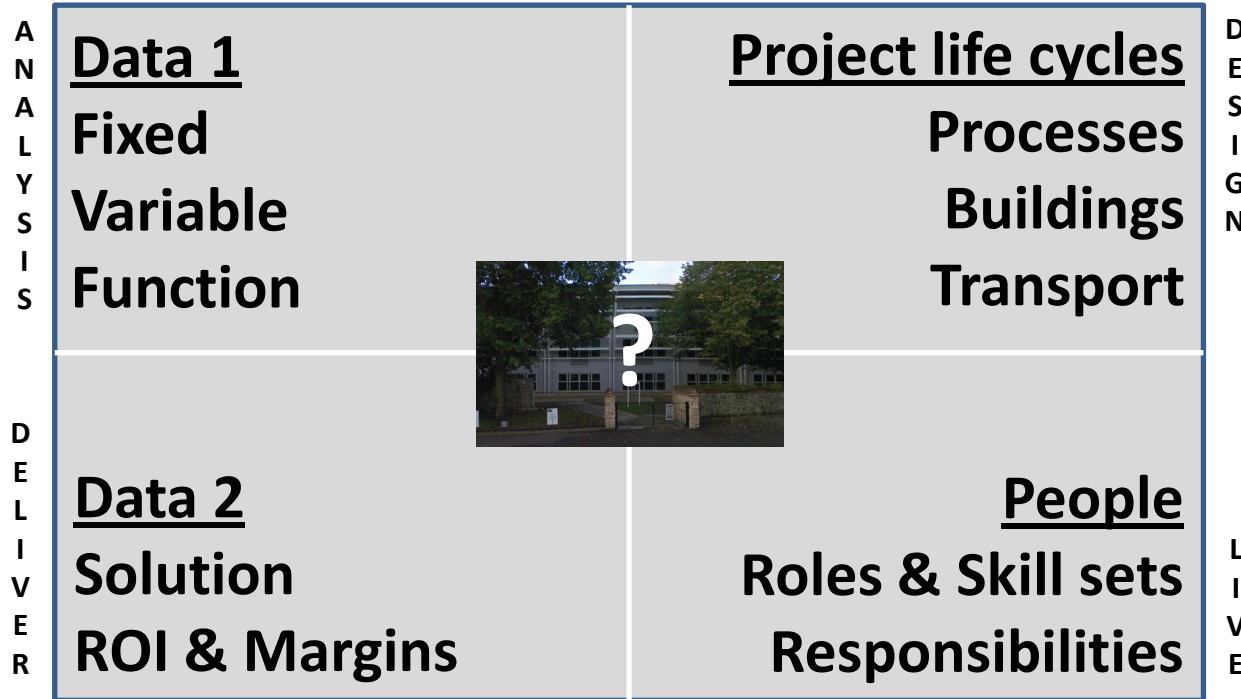 ANALYSIS
Data 1
Fixed
Variable
Function
Project life cycles
Processes
Buildings
Transport
DESIGN
?
DELIVER
Data 2
Solution
ROI & Margins
People
Roles & Skill sets
Responsibilities
LIVE